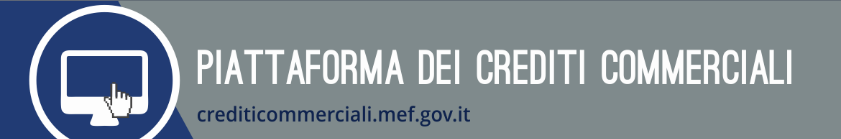 PIATTAFORMA DEI CREDITI COMMERCIALI
crediticommerciali.mef.gov.it